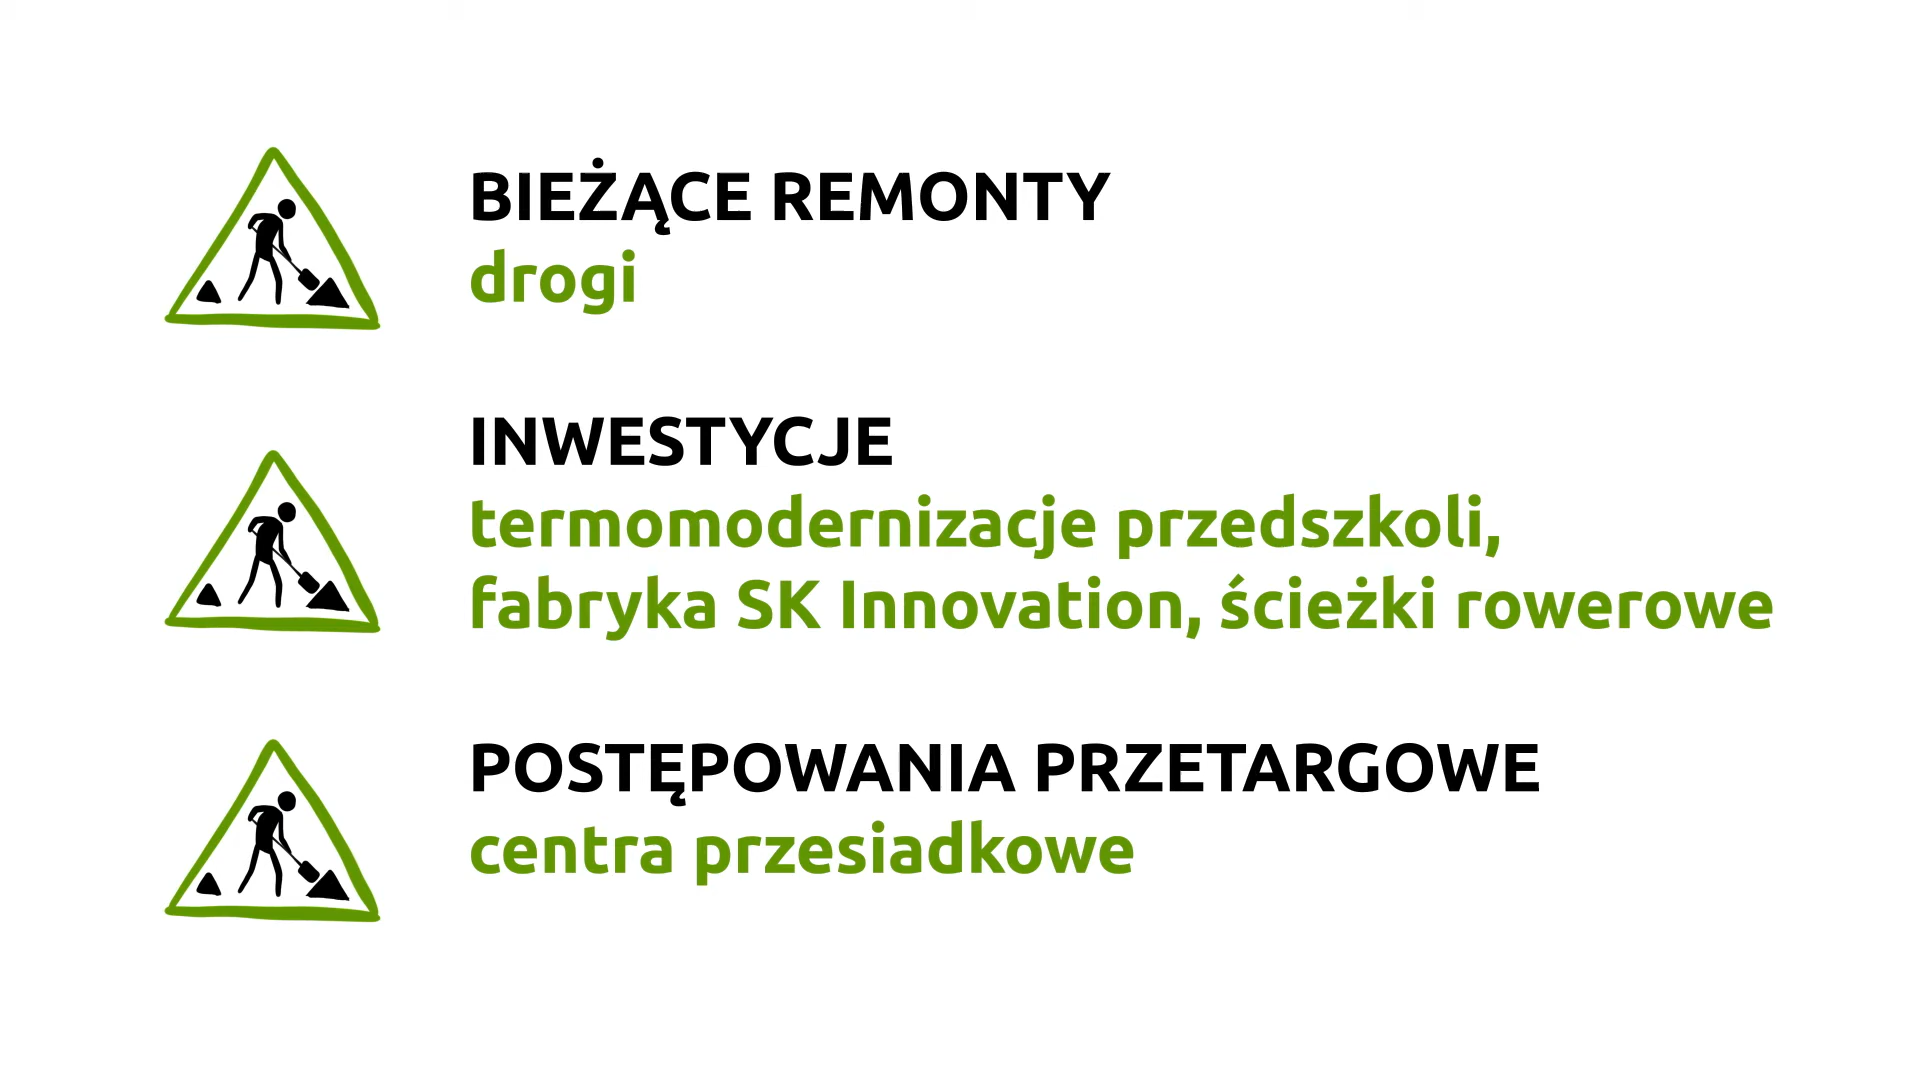 BIEŻĄCE REMONTY
drogi
INWESTYCJE
termomodernizacje przedszkoli,
fabryka SK Innovation, ścieżki rowerowe
POSTĘPOWANIA PRZETARGOWE
centra przesiadkowe